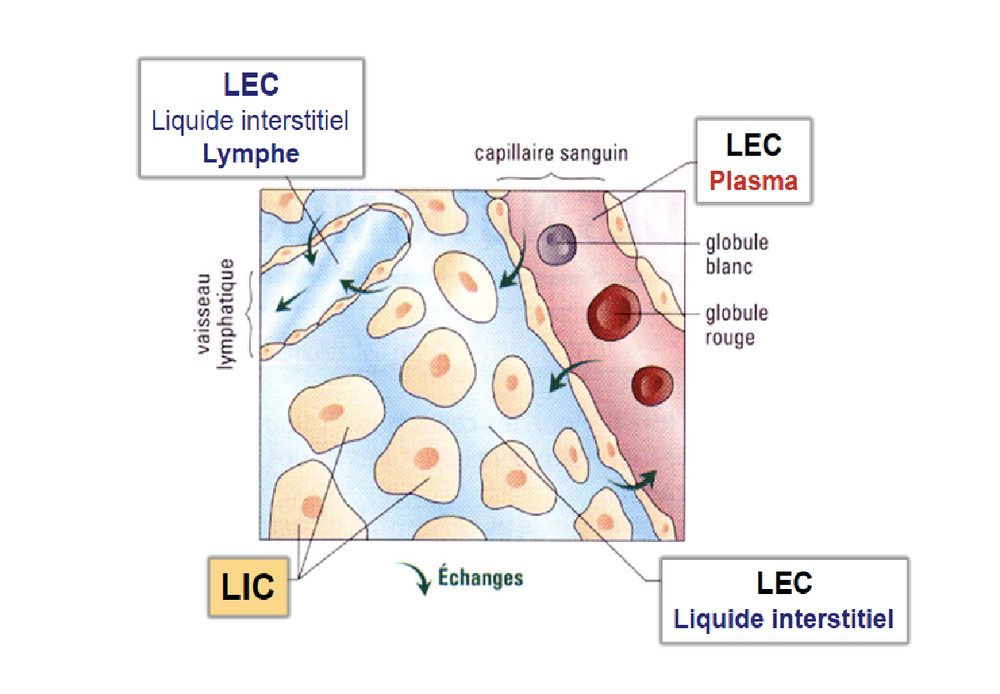 LEC
Liquide interstitiel
Lymphe
capillaire sanguin
LEC
Plasma
globule
blanc
globule
rouge
vaisseau
lymphatique
LIC
Échanges
LEC
Liquide interstitiel